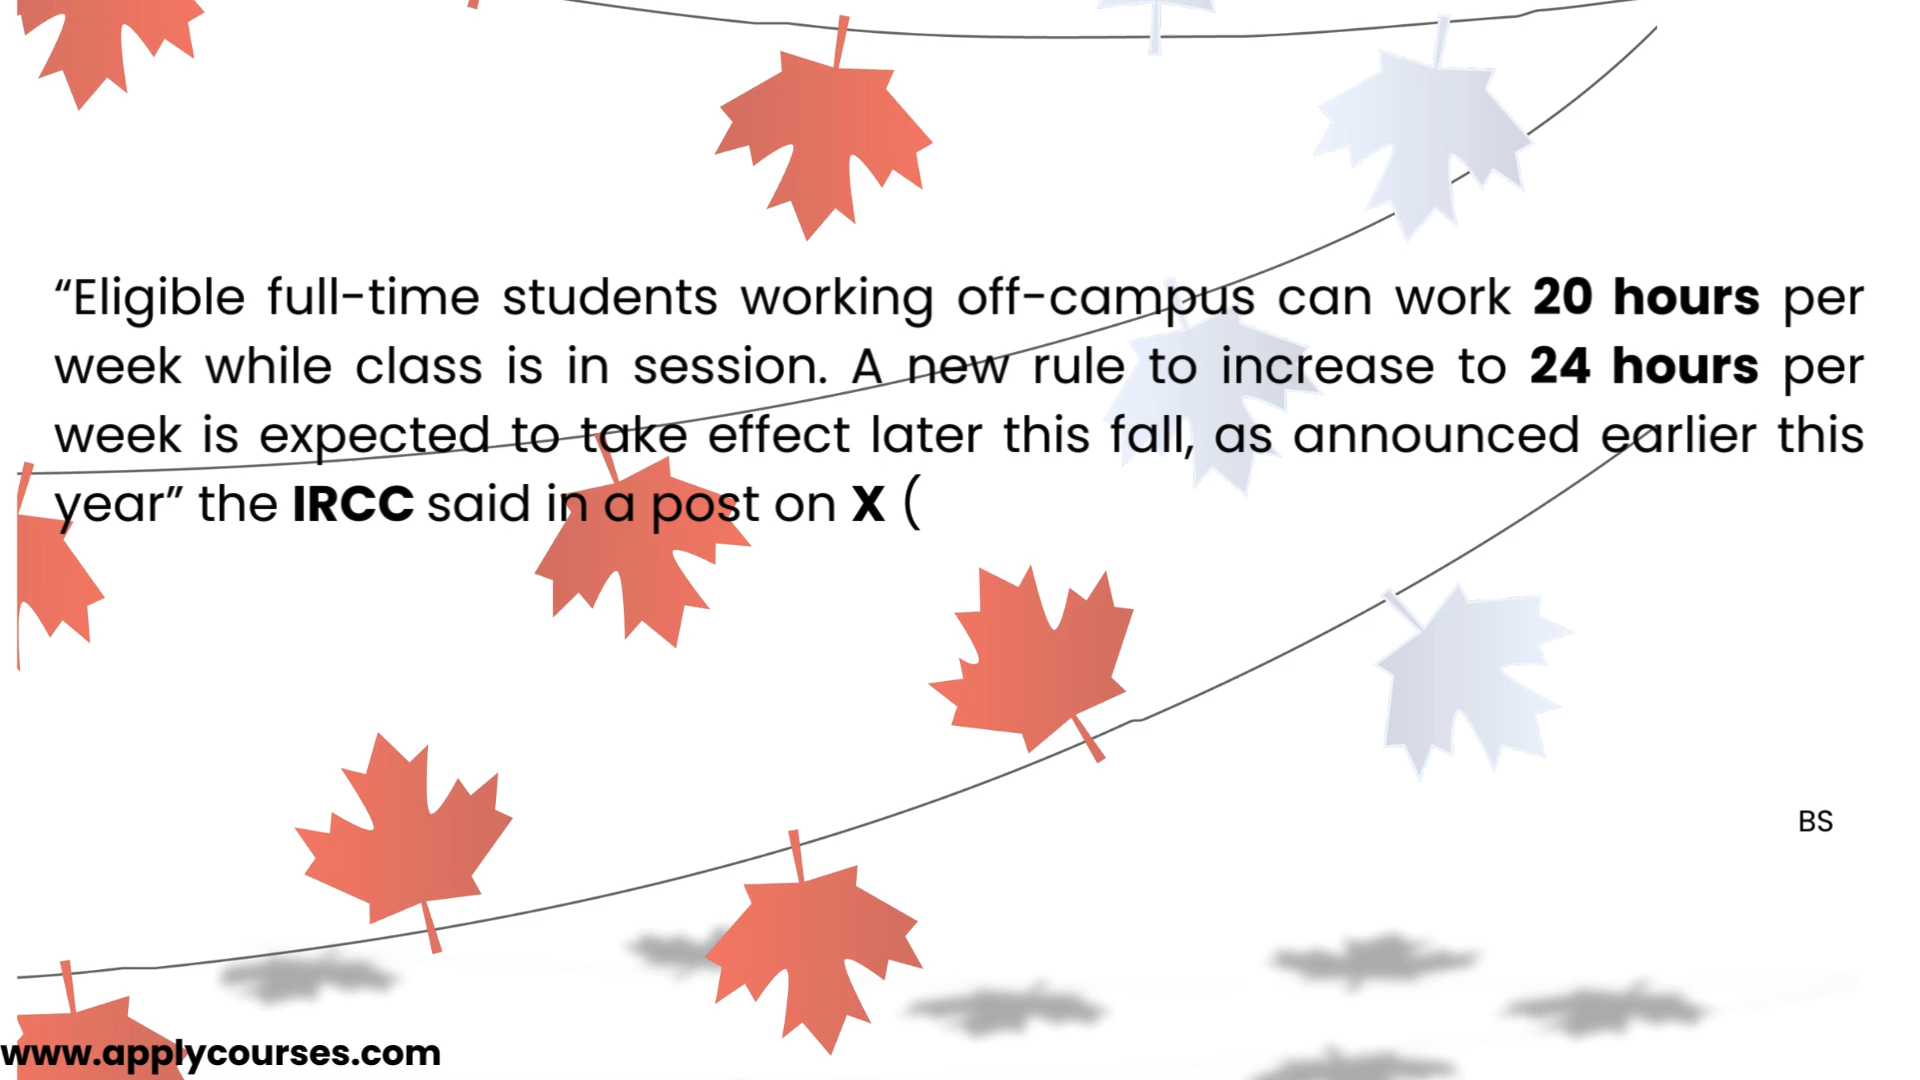 “Eligible full-time students working off-campus can work 20 hours per
week while class is in session. A new rule to increase to 24 hours per
week is expected to take effect later this fall, as announced earlier this
year” the IRCC said in a post on X (
BS
www.applycourses.com